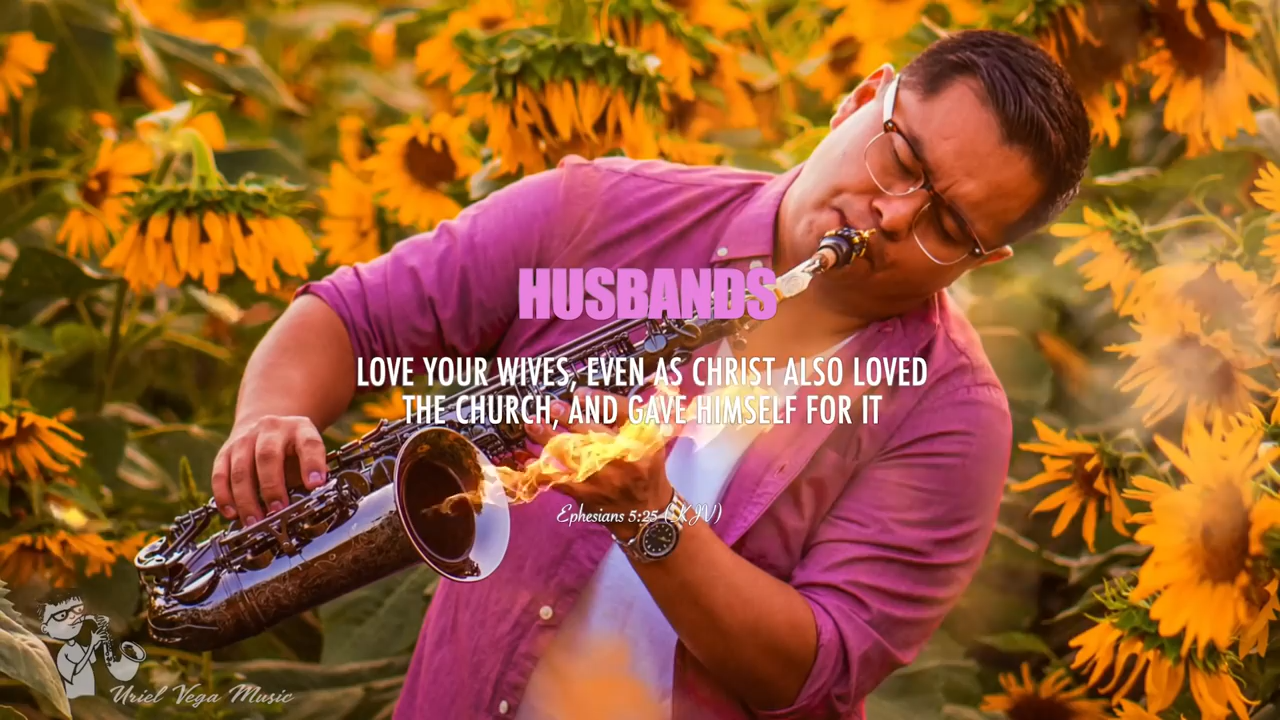 HUSBANDS
LOVE YOUR WIVES, EVEN AS CHRIST ALSO LOVED
THE CHURCH, AND GAVE HIMSELF FOR IT
Ephesians 5:25 (KJV)
Uriel Vega Music